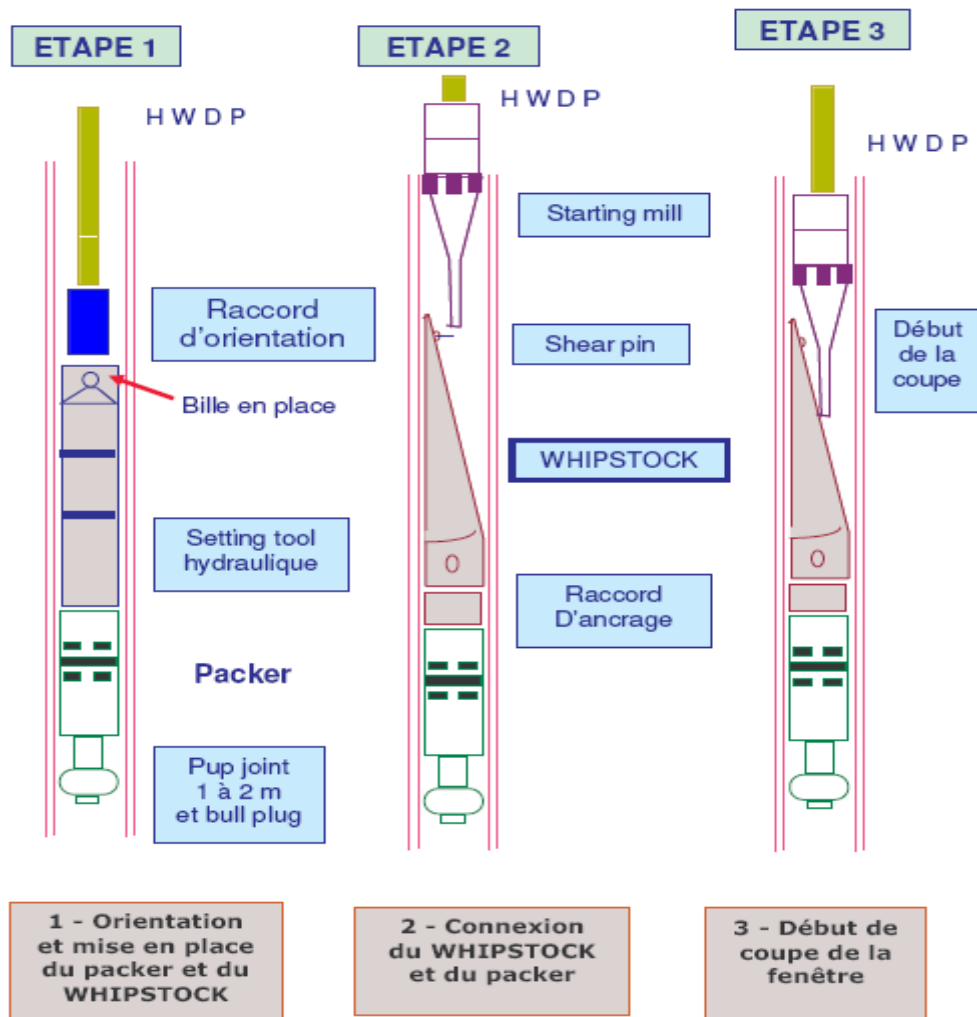 ETAPE 1
H W D P
Raccord
d'orientation
Bille en place
Setting tool
hydraulique
Packer
Pup joint
1 à 2 m
et bull plug
1 - Orientation
et mise en place
du packer et du
WHIPSTOCK
ETAPE 2
H W D P
Starting mill
Shear pin
WHIPSTOCK
O
Raccord
D'ancrage
2 - Connexion
du WHIPSTOCK
et du packer
ETAPE 3
H W D P
Début
de la
coupe
O
3 - Début de
coupe de la
fenêtre